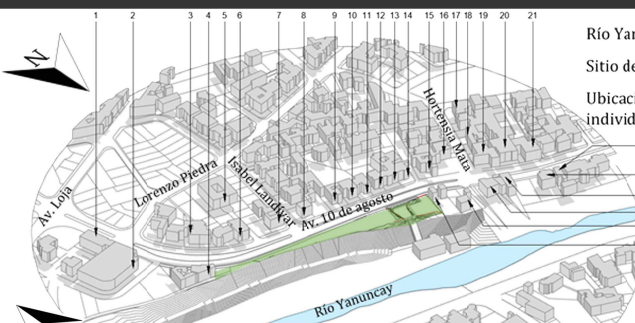 1 2 3 4 5 6 7 8 9 10 11 12 13 14 15 16 17 18 19 20 21
N
Río Yan
Sitio de
Ubicaci
individ
Hortensia Mata
Lorenzo Piedra
Isabel Landívar
Av. Loja
Av. 10 de agosto
Río Yanuncay